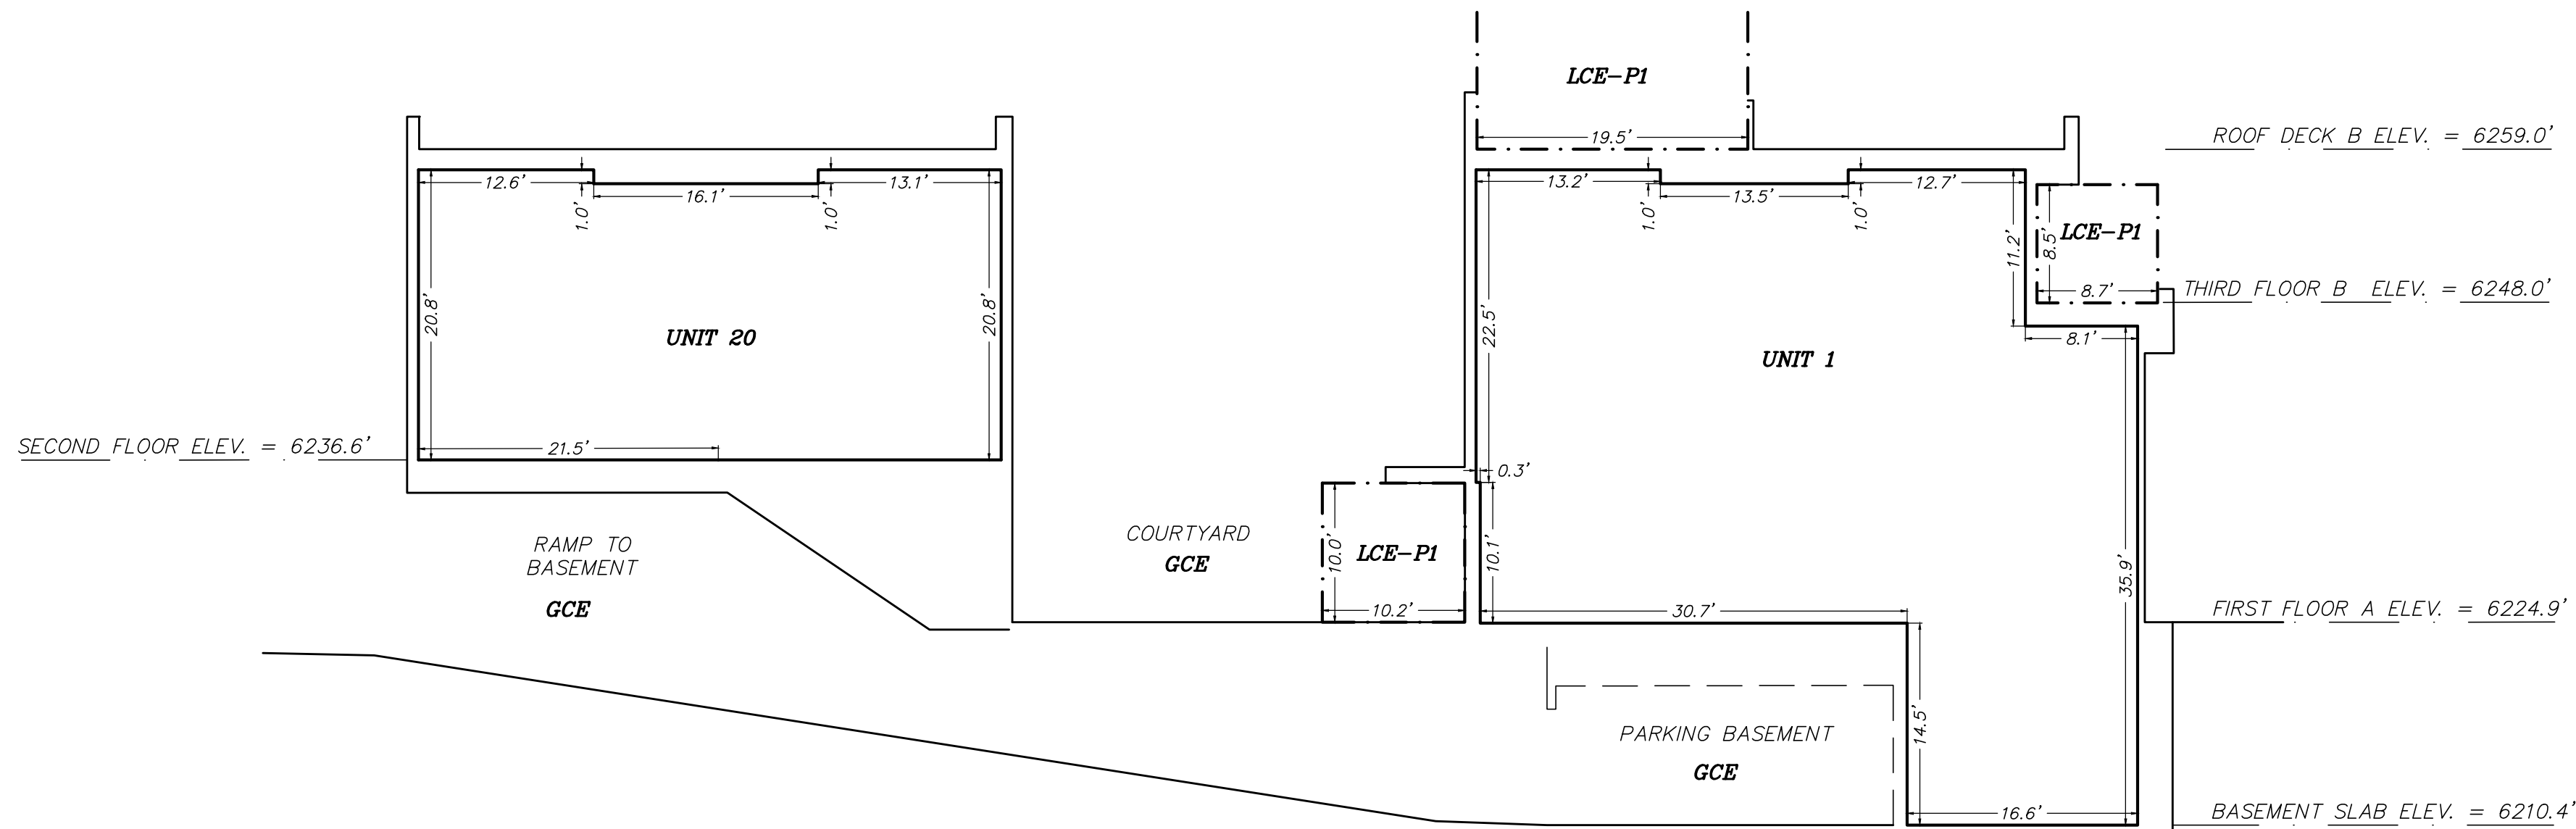 LCE-P1
19.5'
ROOF DECK B ELEV. = 6259.0'
12.6'
16.1'
13.1'
1.0'
1.0'
13.2'
13.5'
12.7'
1.0'
1.0'
11.2'
8.5'
LCE-P1
8.7'
THIRD FLOOR B ELEV. = 6248.0'
20.8'
20.8'
22.5'
8.1'
UNIT 20
UNIT 1
SECOND FLOOR ELEV. = 6236.6'
21.5'
0.3'
RAMP TO
BASEMENT
GCE
COURTYARD
GCE
10.0'
LCE-P1
10.2'
10.1'
35.9'
30.7'
FIRST FLOOR A ELEV. = 6224.9'
14.5'
PARKING BASEMENT
GCE
16.6'
BASEMENT SLAB ELEV. = 6210.4'